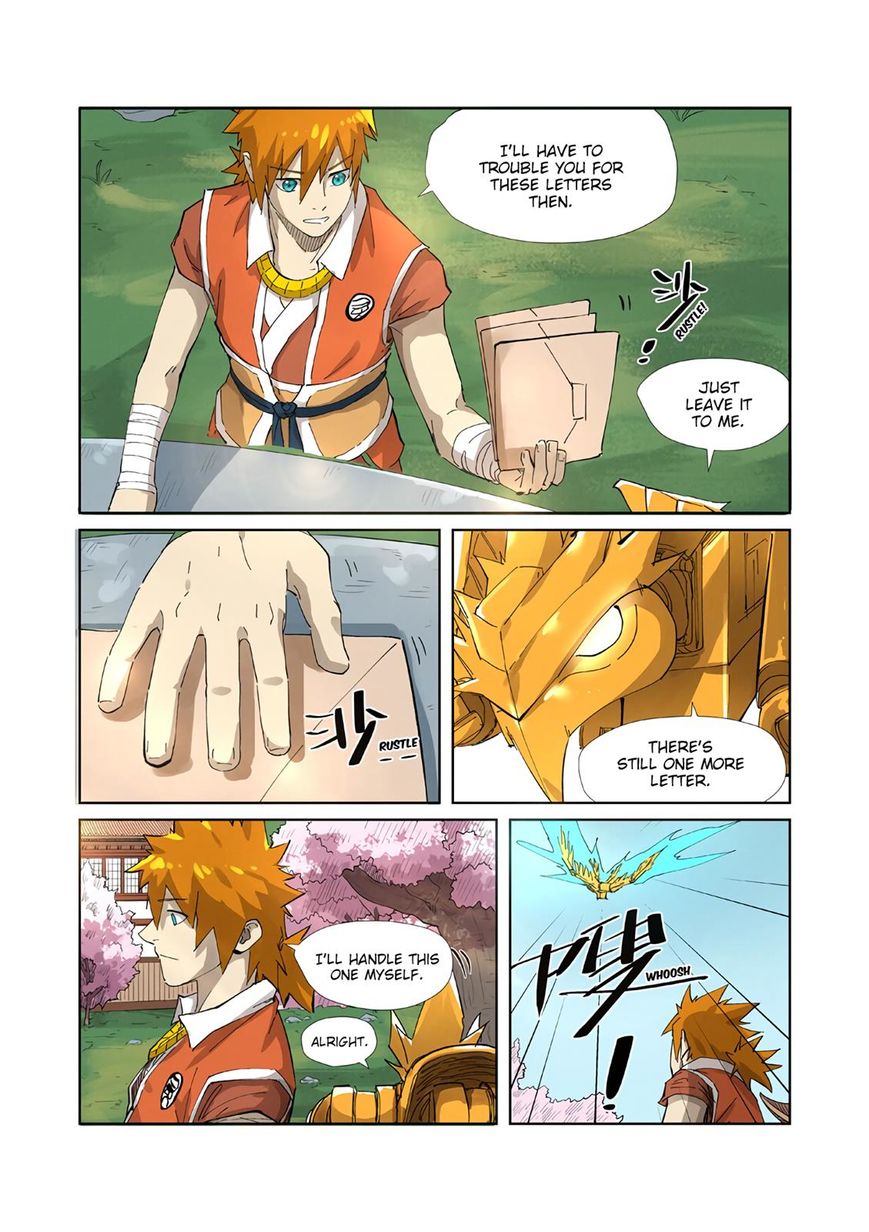 I'LL HAVE TO
TROUBLE YOU FOR
THESE LETTERS
THEN.
沙
RUSTLE!
JUST
LEAVE IT
TO ME.
沙
RUSTLE
THERE'S
STILL ONE MORE
LETTER.
I'LL HANDLE THIS
ONE MYSELF.
ALRIGHT.
WHOOSH
!